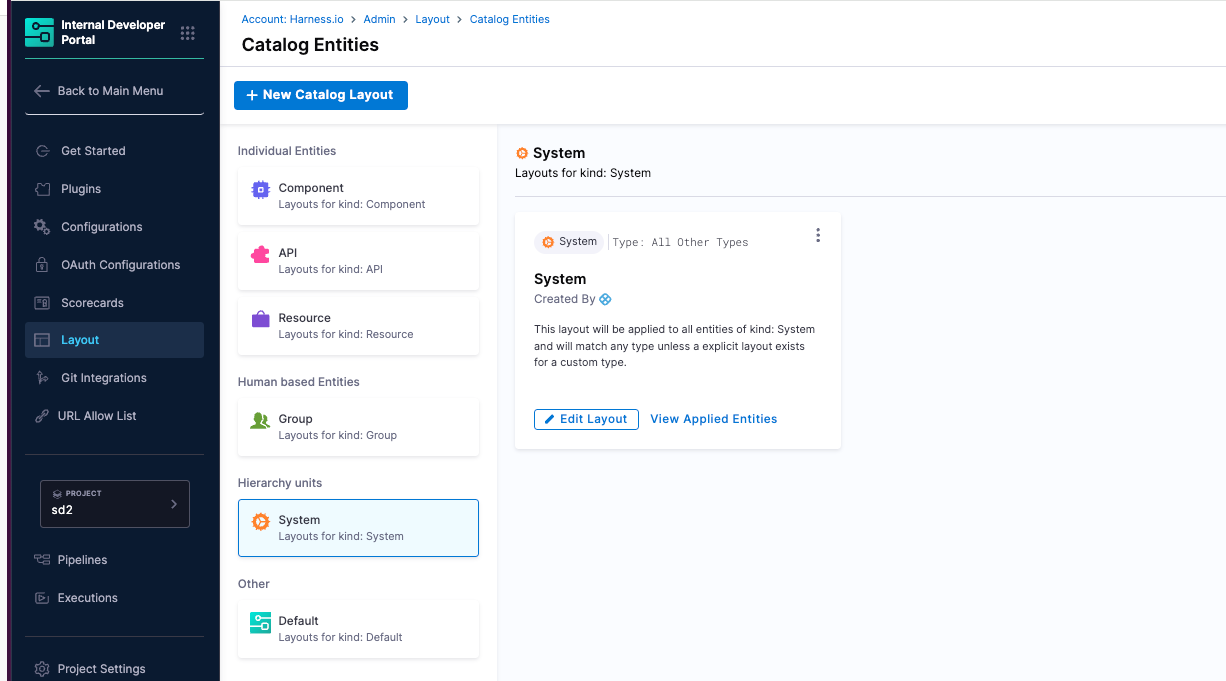 Internal Developer
Portal
Back to Main Menu
Get Started
Plugins
Configurations
OAuth Configurations
Scorecards
Layout
Git Integrations
URL Allow List
PROJECT
sd2
Pipelines
Executions
Project Settings
Account: Harness.io > Admin > Layout > Catalog Entities
Catalog Entities
+ New Catalog Layout
Individual Entities
Component
Layouts for kind: Component
API
Layouts for kind: API
Resource
Layouts for kind: Resource
Human based Entities
Group
Layouts for kind: Group
Hierarchy units
System
Layouts for kind: System
Other
Default
Layouts for kind: Default
System
Layouts for kind: System
System Type: All Other Types
System
Created By
This layout will be applied to all entities of kind: System
and will match any type unless a explicit layout exists
for a custom type.
Edit Layout View Applied Entities